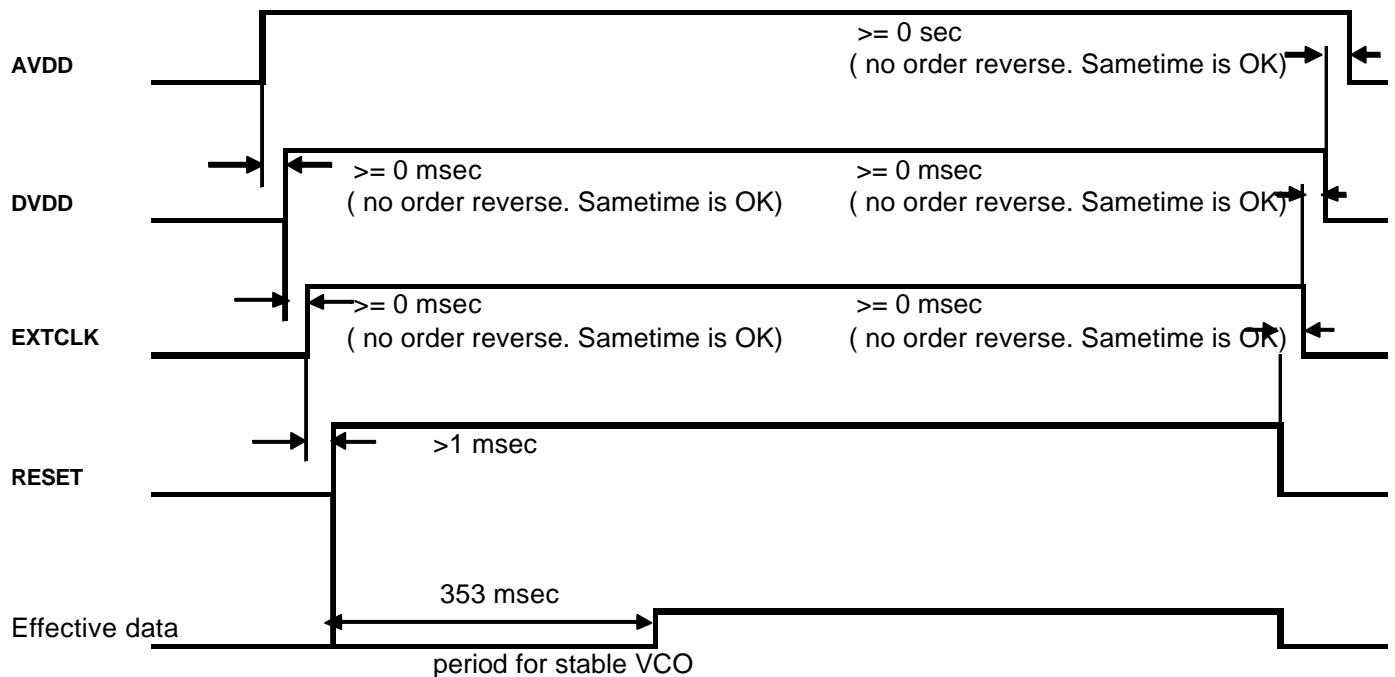 >= 0 sec
AVDD
( no order reverse. Sametime is OK)
>= 0 msec
>= 0 msec
DVDD
( no order reverse. Sametime is OK)
( no order reverse. Sametime is OK)
>= 0 msec
>= 0 msec
EXTCLK
( no order reverse. Sametime is OK)
( no order reverse. Sametime is OK)
>1 msec
RESET
353 msec
Effective data
period for stable VCO